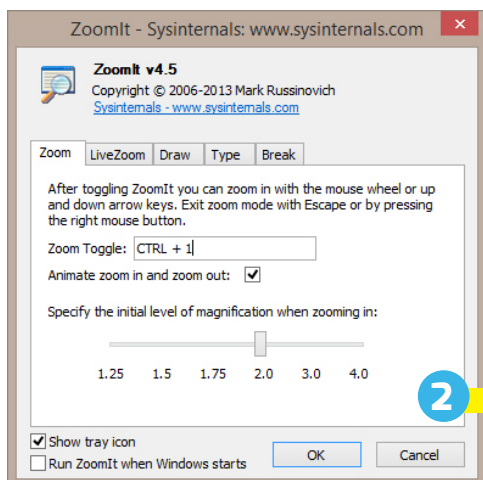 ZoomIt - Sysinternals: www.sysinternals.com
ZoomIt v4.5
Copyright © 2006-2013 Mark Russinovich
Sysinternals - www.sysinternals.com
Zoom LiveZoom Draw Type Break
After toggling ZoomIt you can zoom in with the mouse wheel or up
and down arrow keys. Exit zoom mode with Escape or by pressing
the right mouse button.
Zoom Toggle: CTRL + 1
Animate zoom in and zoom out:
Specify the initial level of magnification when zooming in:
1.25 1.5 1.75 2.0 3.0 4.0
2
Show tray icon
Run ZoomIt when Windows starts
OK Cancel